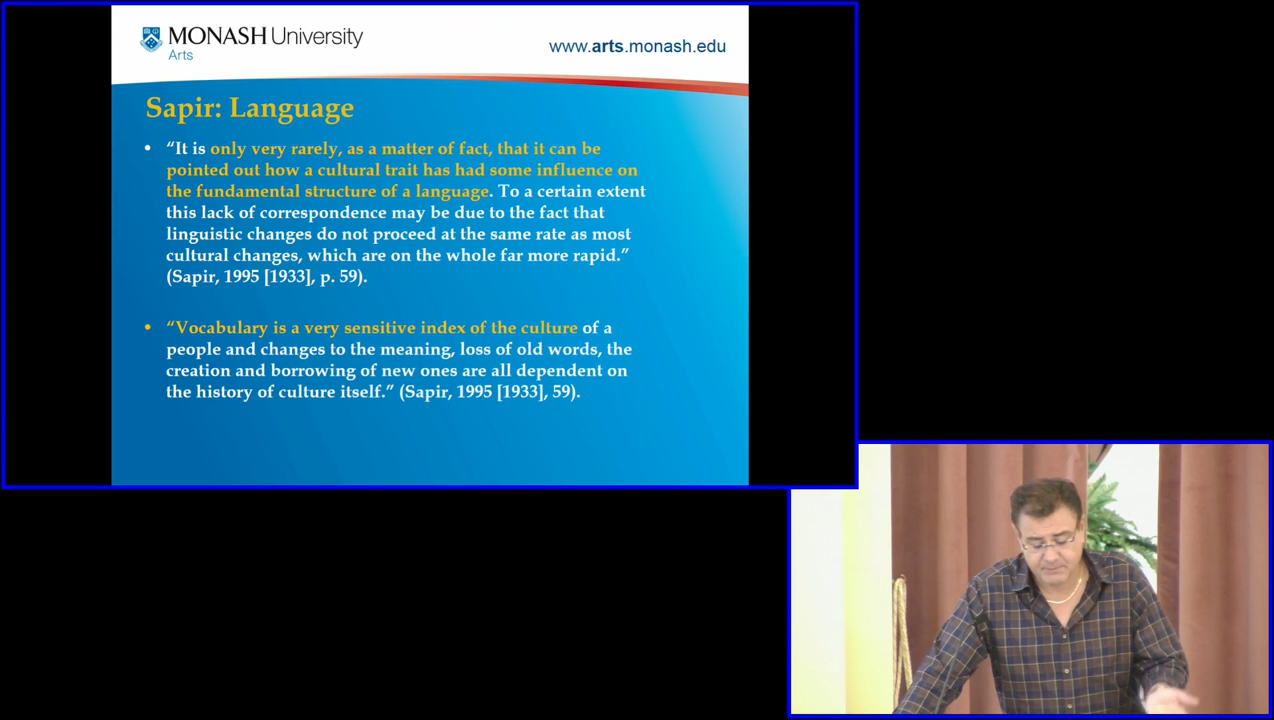 MONASH University
Arts
www.arts.monash.edu
Sapir: Language
• “It is only very rarely, as a matter of fact, that it can be
pointed out how a cultural trait has had some influence on
the fundamental structure of a language. To a certain extent
this lack of correspondence may be due to the fact that
linguistic changes do not proceed at the same rate as most
cultural changes, which are on the whole far more rapid.”
(Sapir, 1995 [1933], p. 59).
• “Vocabulary is a very sensitive index of the culture of a
people and changes to the meaning, loss of old words, the
creation and borrowing of new ones are all dependent on
the history of culture itself.” (Sapir, 1995 [1933], 59).